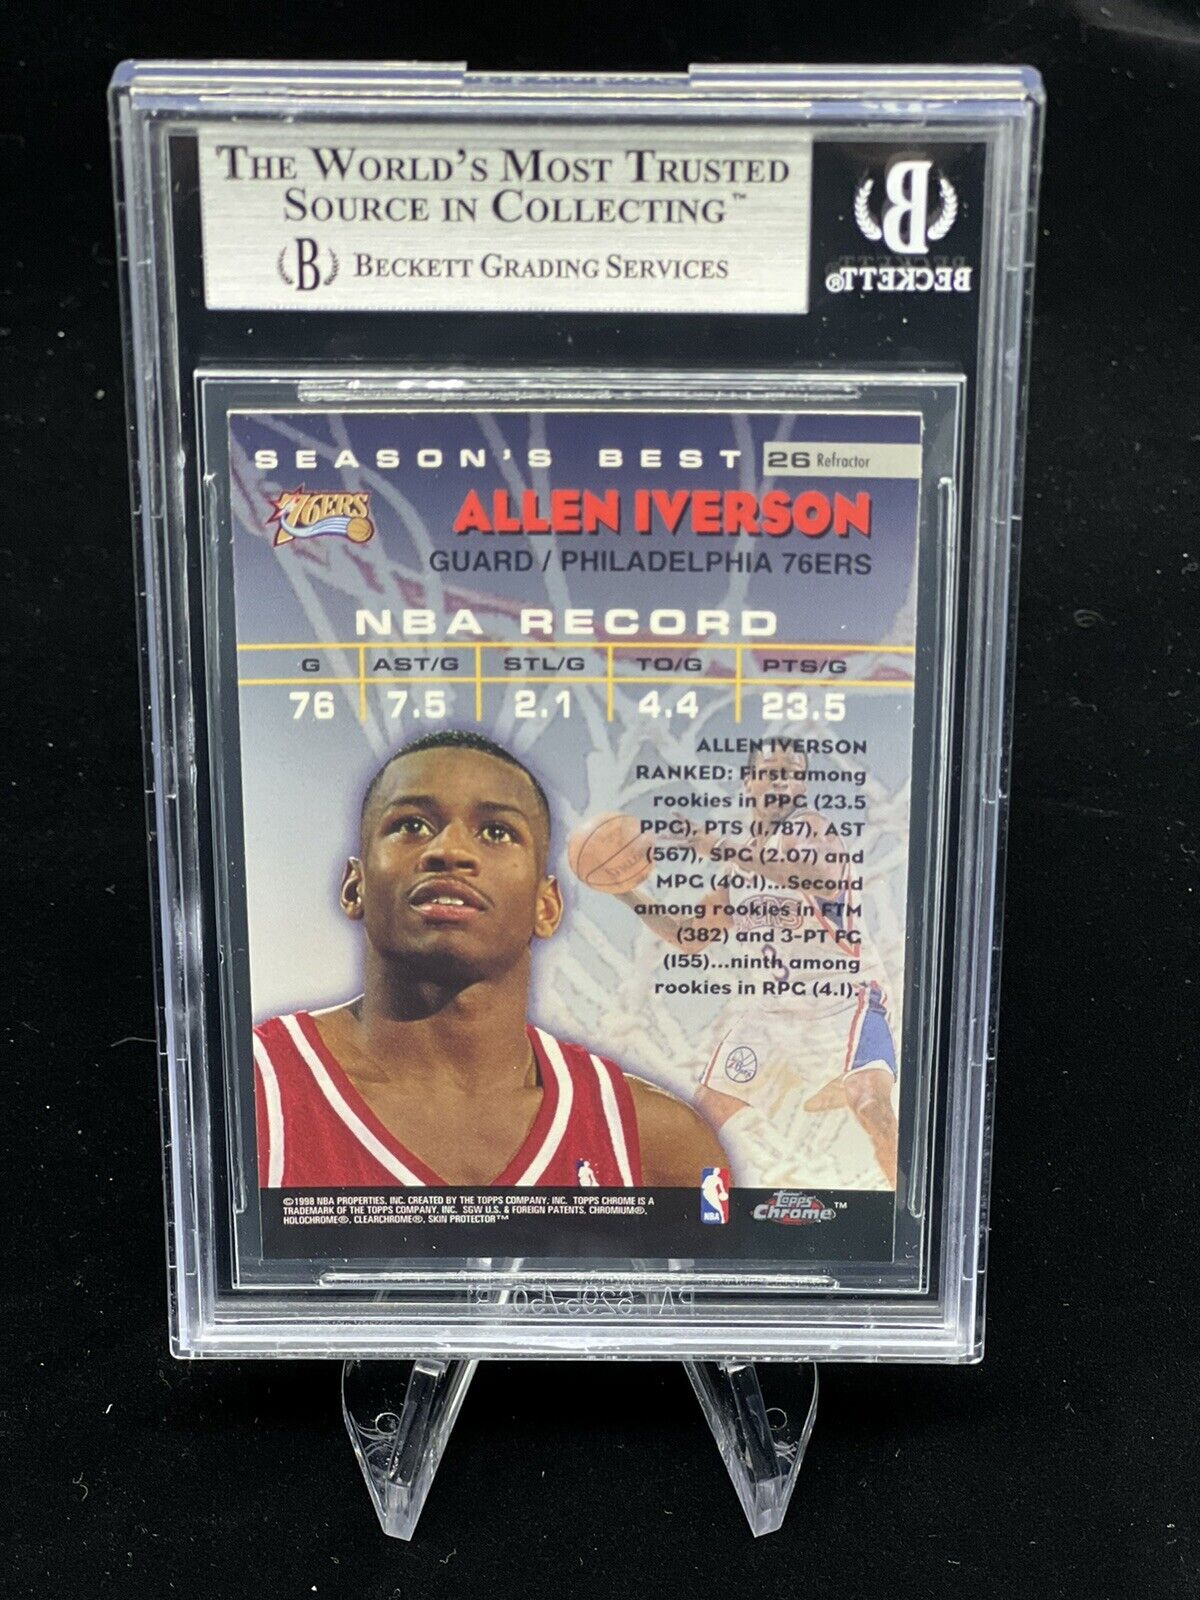 THE WORLD'S MOST TRUSTED
SOURCE IN COLLECTING™
B BECKETT GRADING SERVICES
B
BECKETT®
SEASON'S BEST 26 Refractor
76ERS
ALLEN IVERSON
GUARD / PHILADELPHIA 76ERS
NBA RECORD
G AST/G STL/G TO/G PTS/G
76 7.5 2.1 4.4 23.5
ALLEN IVERSON
RANKED: First among
rookies in PPG (23.5
PPG), PTS (1,787), AST
(567), SPG (2.07) and
MPG (40.1)...Second
among rookies in FTM
(382) and 3-PT FG
(155)...ninth among
rookies in RPG (4.1).
3
©1998 NBA PROPERTIES, INC. CREATED BY THE TOPPS COMPANY, INC. TOPPS CHROME IS A
TRADEMARK OF THE TOPPS COMPANY, INC. SGW U.S. & FOREIGN PATENTS. CHROMIUM®,
HOLOCHROME®, CLEARCHROME®, SKIN PROTECTOR™
NBA
Topps
Chrome™